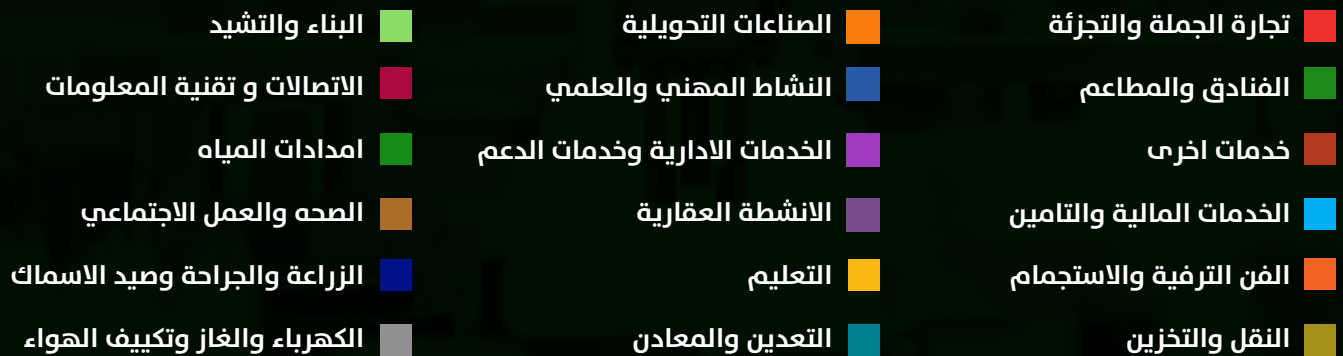 تجارة الجملة والتجزئة
الصناعات التحويلية
البناء والتشيد
الفنادق والمطاعم
النشاط المهني والعلمي
الاتصالات و تقنية المعلومات
خدمات اخرى
الخدمات الادارية وخدمات الدعم
امدادات المياه
الخدمات المالية والتامين
الانشطة العقارية
الصحه والعمل الاجتماعي
الفن الترفية والاستجمام
التعليم
الزراعة والجراحة وصيد الاسماك
النقل والتخزين
التعدين والمعادن
الكهرباء والغاز وتكييف الهواء